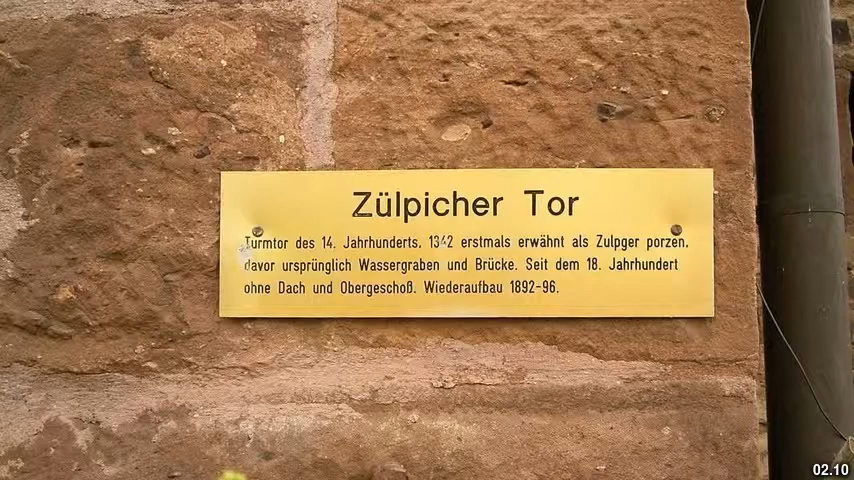 Zülpicher Tor
Turmtor des 14. Jahrhunderts, 1342 erstmals erwähnt als Zulpger porzen,
davor ursprünglich Wassergraben und Brücke. Seit dem 18. Jahrhundert
ohne Dach und Obergeschoß. Wiederaufbau 1892-96.
02.10